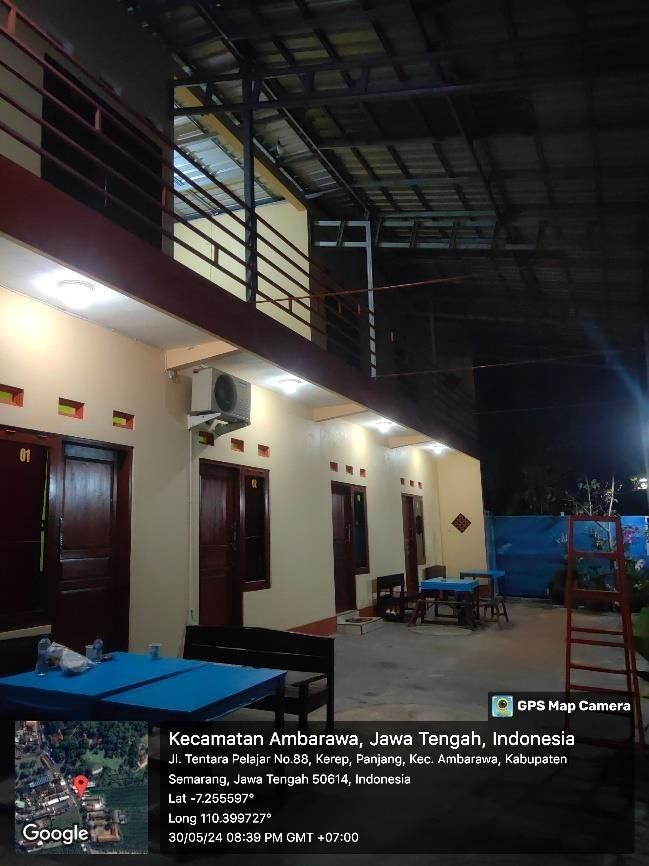 01
GPS Map Camera
Kecamatan Ambarawa, Jawa Tengah, Indonesia
Jl. Tentara Pelajar No.88, Kerep, Panjang, Kec. Ambarawa, Kabupaten
Semarang, Jawa Tengah 50614, Indonesia
Lat -7.255597°
Long 110.399727°
30/05/24 08:39 PM GMT +07:00
Google